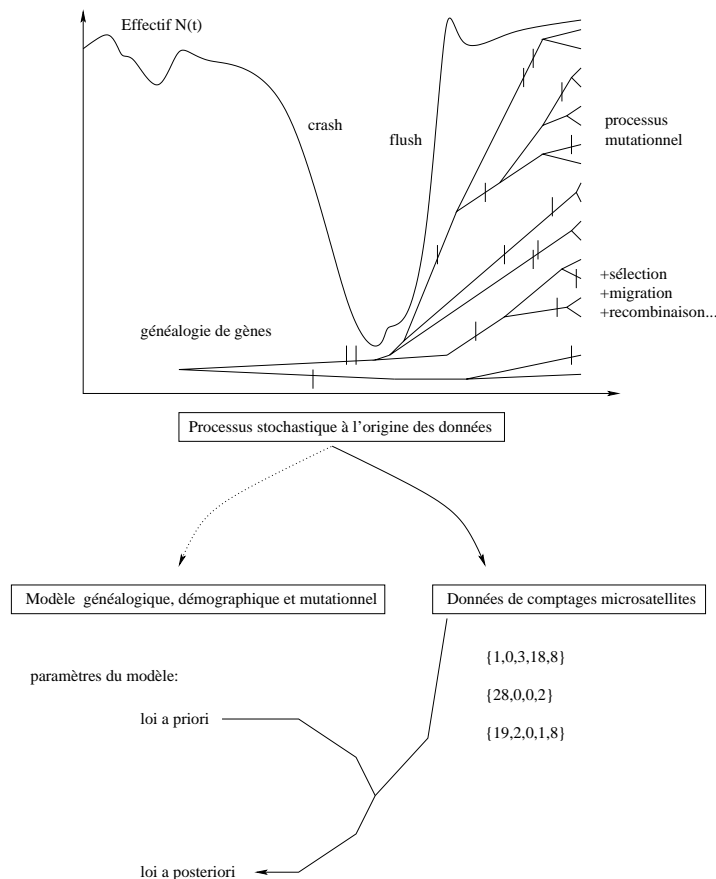 Effectif N(t)
crash
flush
processus
mutationnel
+sélection
+migration
+recombinaison...
généalogie de gènes
Processus stochastique à l'origine des données
Modèle généalogique, démographique et mutationnel
Données de comptages microsatellites
{1,0,3,18,8}
{28,0,0,2}
{19,2,0,1,8}
paramètres du modèle:
loi a priori
loi a posteriori